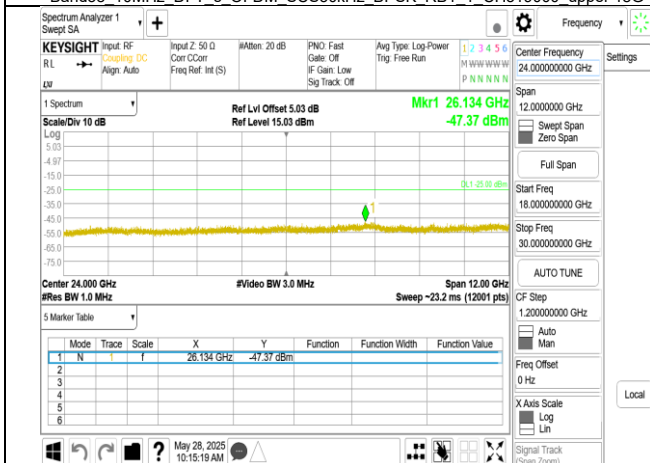 Spectrum Analyzer 1
Swept SA
Frequency
Settings
KEYSIGHT
RL
Input: RF
Coupling: DC
Align: Auto
Input Z: 50 Ω
Corr CCorr
Freq Ref: Int (S)
#Atten: 20 dB
PNO: Fast
Gate: Off
IF Gain: Low
Sig Track: Off
Avg Type: Log-Power
Trig: Free Run
1 2 3 4 5 6
M W W W W W
P N N N N N
1 Spectrum
Scale/Div 10 dB
Ref Lvl Offset 5.03 dB
Ref Level 15.03 dBm
Mkr1 26.134 GHz
-47.37 dBm
Log
5.03
-4.97
-15.0
-25.0
-35.0
-45.0
-55.0
-65.0
-75.0
DL1 -25.00 dBm
1
Center 24.000 GHz
#Res BW 1.0 MHz
#Video BW 3.0 MHz
Span 12.00 GHz
Sweep ~23.2 ms (12001 pts)
5 Marker Table
Mode Trace Scale X Y Function Function Width Function Value
1 N 1 f 26.134 GHz -47.37 dBm
2
3
4
5
6
May 28, 2025
10:15:19 AM
Center Frequency
24.000000000 GHz
Span
12.0000000 GHz
Swept Span
Zero Span
Full Span
Start Freq
18.000000000 GHz
Stop Freq
30.000000000 GHz
AUTO TUNE
CF Step
1.200000000 GHz
Auto
Man
Freq Offset
0 Hz
X Axis Scale
Log
Lin
Signal Track
(Span Zoom)
Local